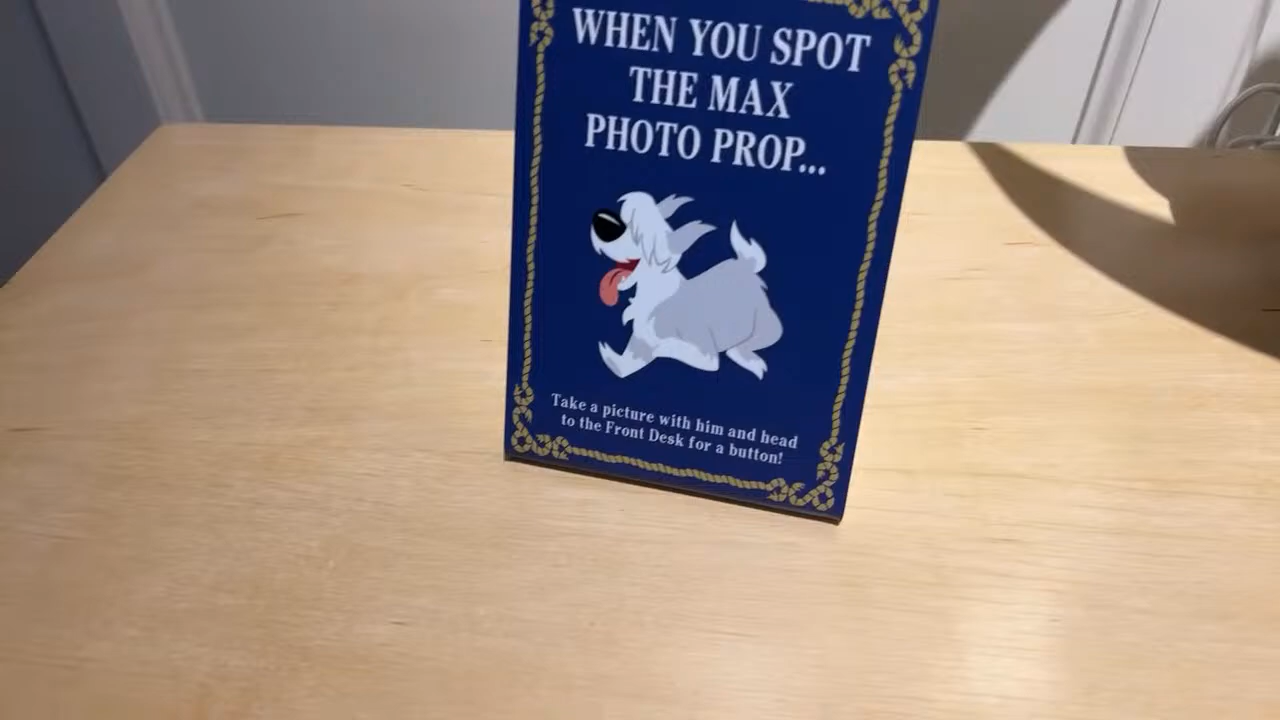 WHEN YOU SPOT
THE MAX
PHOTO PROP...
Take a picture with him and head
to the Front Desk for a button!